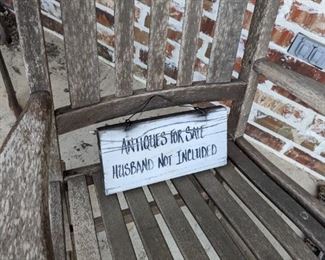 ANTIQUES FOR SALE
HUSBAND NOT INCLUDED